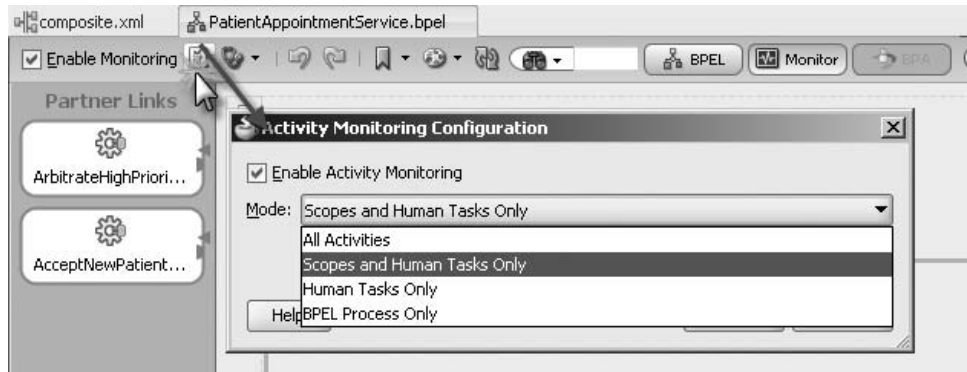 composite.xml PatientAppointmentService.bpel
Enable Monitoring BPEL Monitor BPA
Partner Links
ArbitrateHighPriori...
AcceptNewPatient...
Activity Monitoring Configuration
Enable Activity Monitoring
Mode: Scopes and Human Tasks Only
All Activities
Scopes and Human Tasks Only
Human Tasks Only
BPEL Process Only
Help